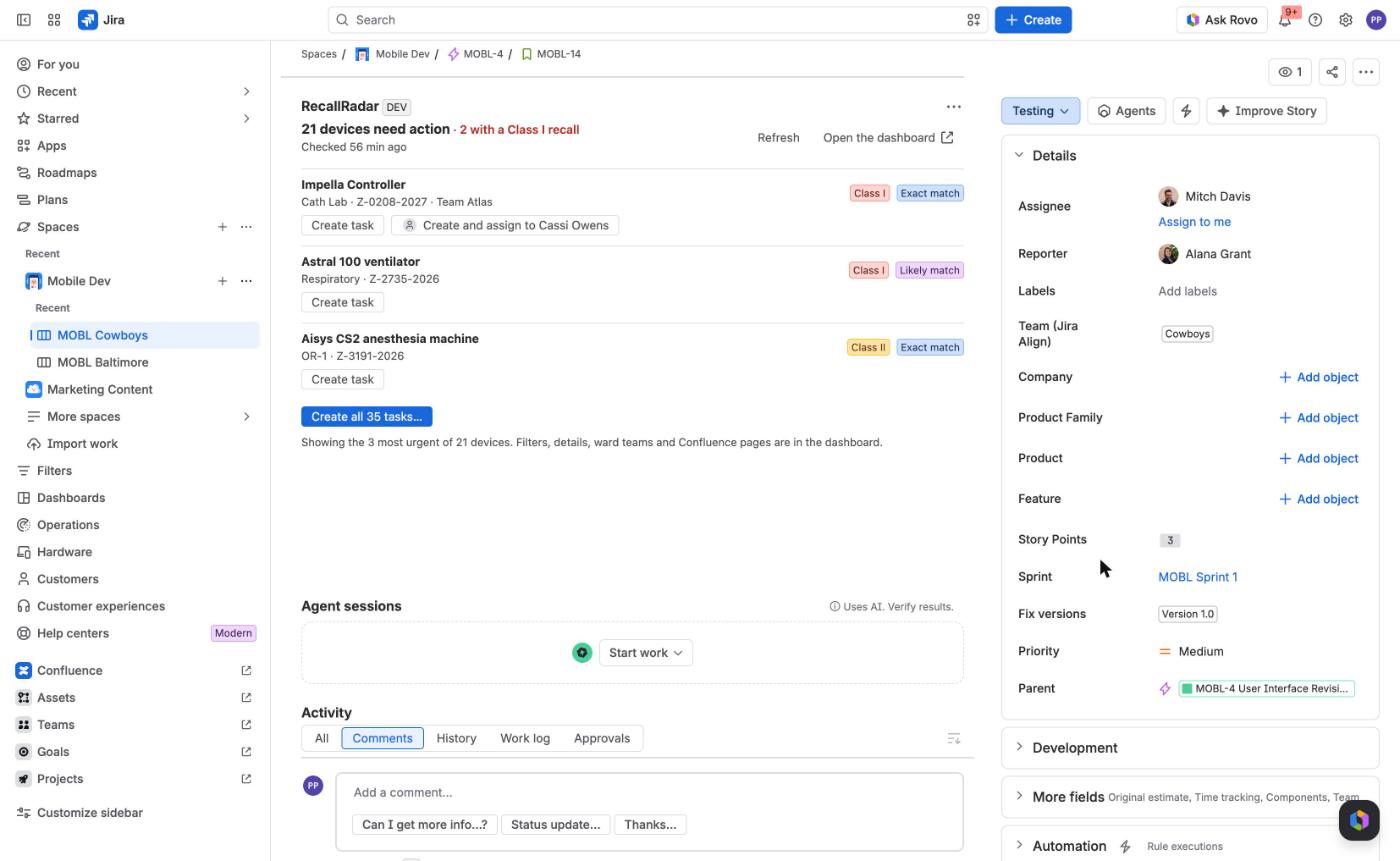 Jira
Search
Create
Ask Rovo
9+
PP
For you
Recent
Starred
Apps
Roadmaps
Plans
Spaces
Recent
Mobile Dev
Recent
MOBL Cowboys
MOBL Baltimore
Marketing Content
More spaces
Import work
Filters
Dashboards
Operations
Hardware
Customers
Customer experiences
Help centers Modern
Confluence
Assets
Teams
Goals
Projects
Customize sidebar
Spaces / Mobile Dev / MOBL-4 / MOBL-14
RecallRadar DEV
21 devices need action · 2 with a Class I recall
Checked 56 min ago
Refresh
Open the dashboard
Impella Controller
Cath Lab · Z-0208-2027 · Team Atlas
Class I Exact match
Create task
Create and assign to Cassi Owens
Astral 100 ventilator
Respiratory · Z-2735-2026
Class I Likely match
Create task
Aisys CS2 anesthesia machine
OR-1 · Z-3191-2026
Class II Exact match
Create task
Create all 35 tasks...
Showing the 3 most urgent of 21 devices. Filters, details, ward teams and Confluence pages are in the dashboard.
Agent sessions
Uses AI. Verify results.
Start work
Activity
All Comments History Work log Approvals
PP
Add a comment...
Can I get more info...? Status update... Thanks...
1
Testing
Agents
Improve Story
Details
Assignee
Mitch Davis
Assign to me
Reporter
Alana Grant
Labels
Add labels
Team (Jira
Align)
Cowboys
Company
Add object
Product Family
Add object
Product
Add object
Feature
Add object
Story Points
3
Sprint
MOBL Sprint 1
Fix versions
Version 1.0
Priority
Medium
Parent
MOBL-4 User Interface Revisi...
Development
More fields Original estimate, Time tracking, Components, Team
Automation Rule executions